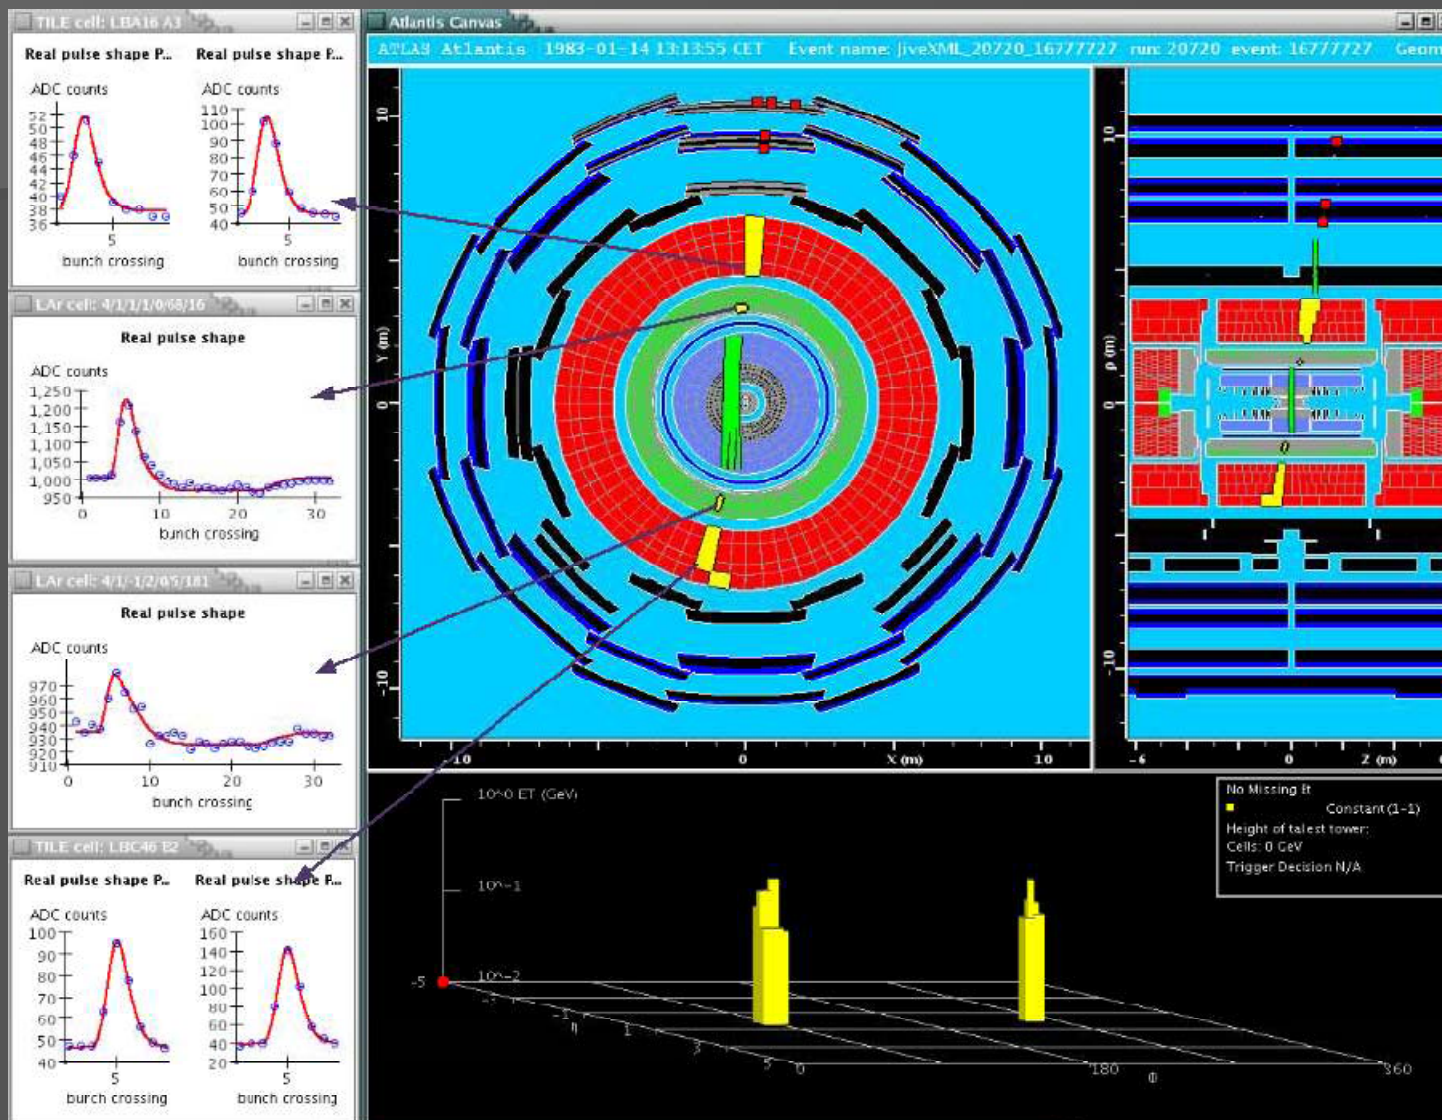 TILE cell: LBA16 A3
Real pulse shape P... Real pulse shape P...
ADC counts
52
50
48
46
44
42
40
38
36
5
bunch crossing
110
100
90
80
70
60
50
40
5
bunch crossing
LAr cell: 4/1/1/1/0/68/16
Real pulse shape
ADC counts
1,250
1,200
1,150
1,100
1,050
1,000
950
0 10 20 30
bunch crossing
LAr cell: 4/1/-1/2/0/5/181
Real pulse shape
ADC counts
970
960
950
940
930
920
910
0 10 20 30
bunch crossing
TILE cell: LBC46 B2
Real pulse shape P... Real pulse shape P...
ADC counts ADC counts
100
90
80
70
60
50
40
5
bunch crossing
160
140
120
100
80
60
40
20
5
bunch crossing
Atlantis Canvas
ATLAS Atlantis 1983-01-14 13:13:55 CET Event name: JiveXML_20720_16777727 run: 20720 event: 16777727 Geom
10
Y (m)
0
-10
-10 0 X (m) 10
10
ρ (m)
0
-10
-6 0 Z (m)
10^0 ET (GeV)
10^-1
10^-2
-5
-1
η
1
3
5
0
180
Φ
360
No Missing Et
Constant (1-1)
Height of talest tower:
Cells: 0 GeV
Trigger Decision N/A